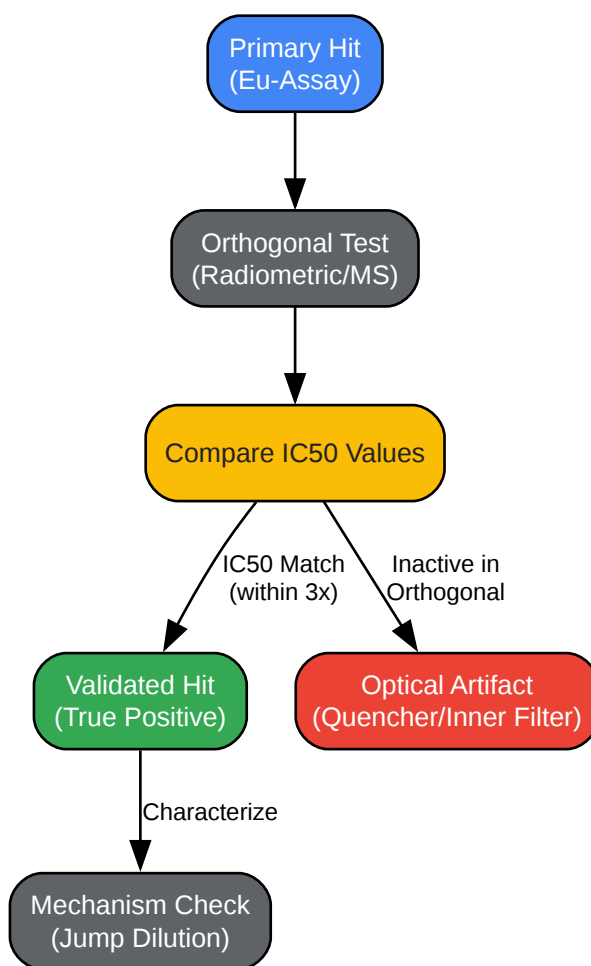 Primary Hit
(Eu-Assay)
Orthogonal Test
(Radiometric/MS)
Compare IC50 Values
IC50 Match
(within 3x)
Inactive in
Orthogonal
Validated Hit
(True Positive)
Optical Artifact
(Quencher/Inner Filter)
Characterize
Mechanism Check
(Jump Dilution)